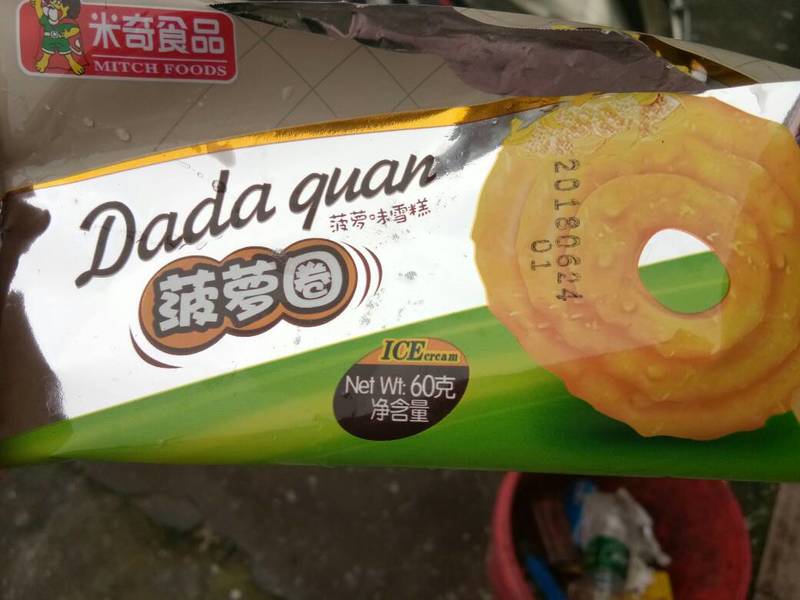 米奇食品
MITCH FOODS
Dada quan
菠萝味雪糕
菠萝圈
20180624
01
ICE cream
Net Wt: 60克
净含量